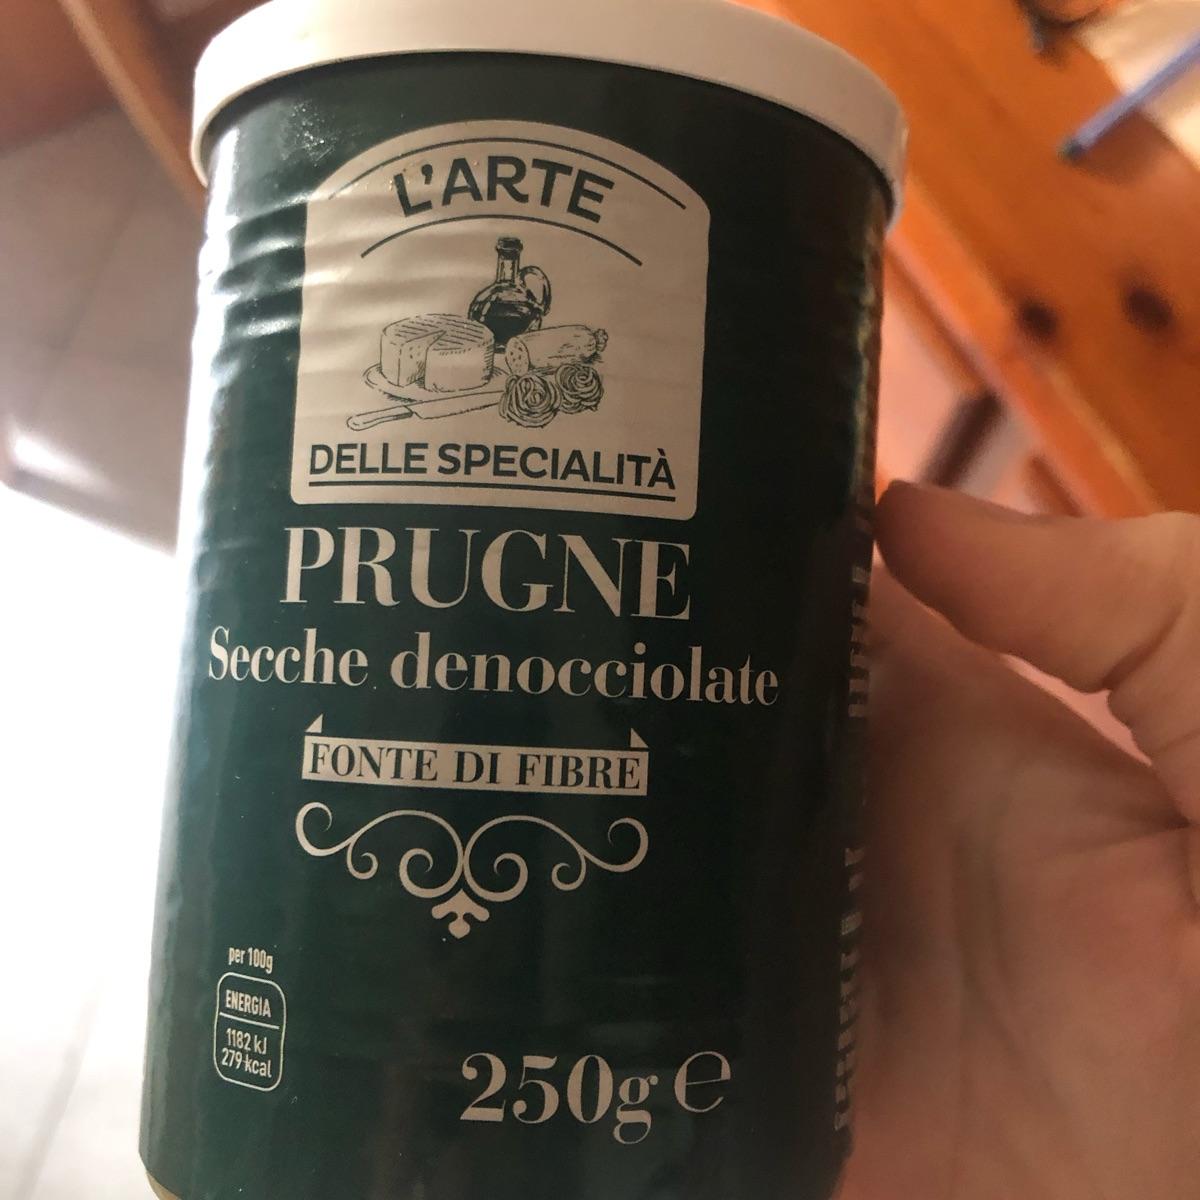 L'ARTE
DELLE SPECIALITÀ
PRUGNE
Secche denocciolate
FONTE DI FIBRE
per 100g
ENERGIA
1182 kJ
279 kcal
250g e